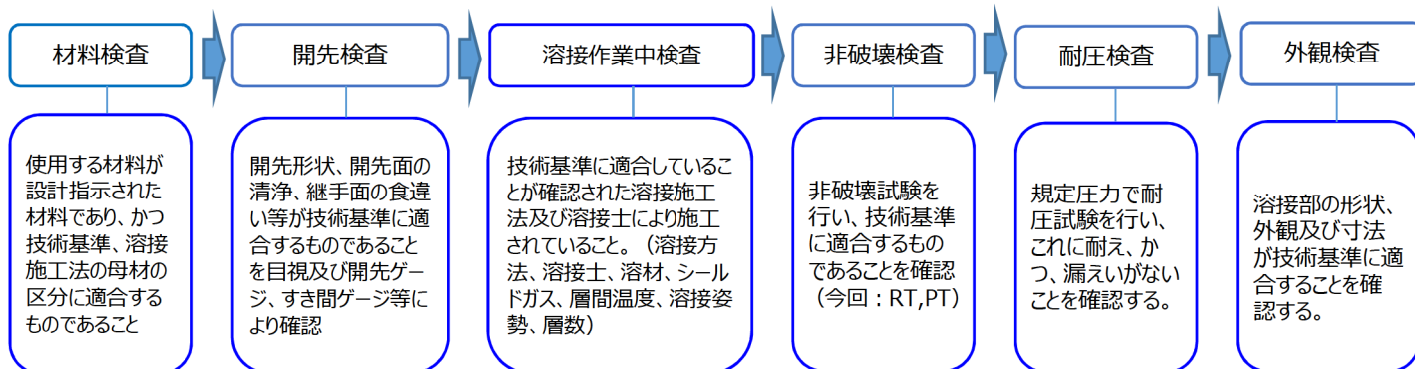 材料検査
開先検査
溶接作業中検査
非破壊検査
耐圧検査
外観検査
使用する材料が
設計指示された
材料であり、かつ
技術基準、溶接
施工法の母材の
区分に適合する
ものであること
開先形状、開先面の
清浄、継手面の食違
い等が技術基準に適
合するものであること
を目視及び開先ゲー
ジ、すき間ゲージ等に
より確認
技術基準に適合しているこ
とが確認された溶接施工
法及び溶接士により施工
されていること。（溶接方
法、溶接士、溶材、シール
ドガス、層間温度、溶接姿
勢、層数）
非破壊試験を
行い、技術基準
に適合するもの
であることを確認
（今回：RT,PT）
規定圧力で耐
圧試験を行い、
これに耐え、か
つ、漏えいがない
ことを確認する。
溶接部の形状、
外観及び寸法
が技術基準に適
合することを確
認する。